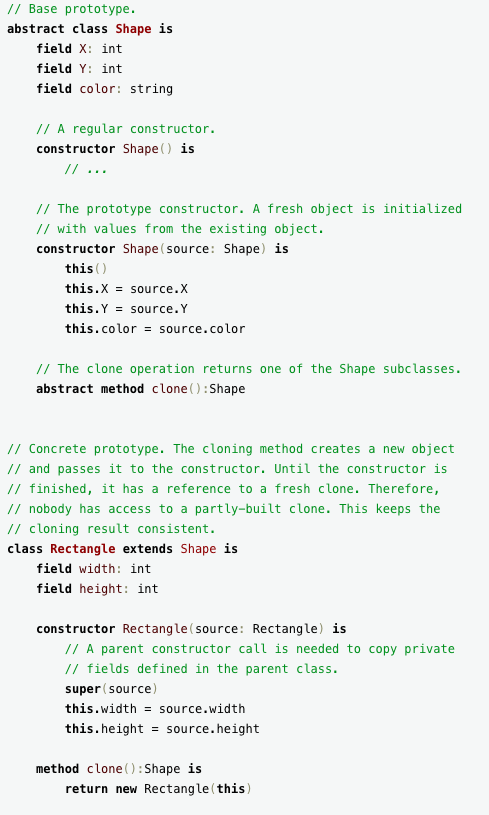 // Base prototype.
abstract class Shape is
    field X: int
    field Y: int
    field color: string

    // A regular constructor.
    constructor Shape() is
        // ...

    // The prototype constructor. A fresh object is initialized
    // with values from the existing object.
    constructor Shape(source: Shape) is
        this()
        this.X = source.X
        this.Y = source.Y
        this.color = source.color

    // The clone operation returns one of the Shape subclasses.
    abstract method clone():Shape


// Concrete prototype. The cloning method creates a new object
// and passes it to the constructor. Until the constructor is
// finished, it has a reference to a fresh clone. Therefore,
// nobody has access to a partly-built clone. This keeps the
// cloning result consistent.
class Rectangle extends Shape is
    field width: int
    field height: int

    constructor Rectangle(source: Rectangle) is
        // A parent constructor call is needed to copy private
        // fields defined in the parent class.
        super(source)
        this.width = source.width
        this.height = source.height

    method clone():Shape is
        return new Rectangle(this)